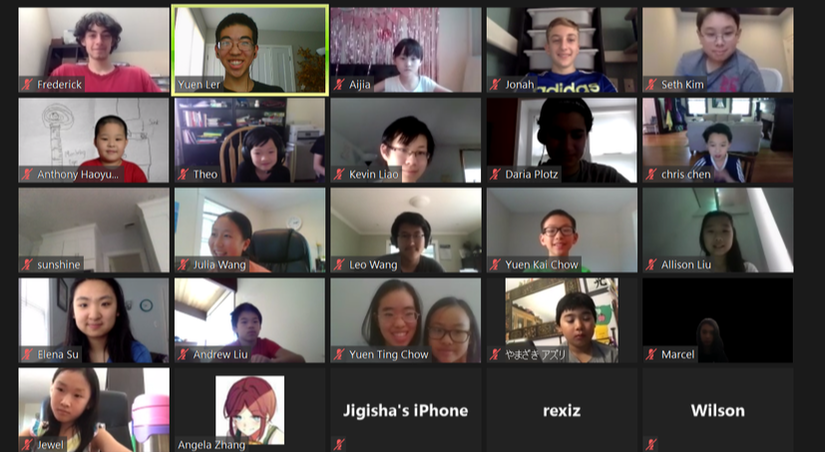 Frederick
Yuen Ler
Aijia
Jonah
adidas
Seth Kim
Anthony Haoyu...
Theo
Kevin Liao
Daria Plotz
chris chen
sunshine
Julia Wang
Leo Wang
Yuen Kai Chow
Allison Liu
Elena Su
Andrew Liu
Yuen Ting Chow
やまざき アズリ
Marcel
Jewel
Angela Zhang
Jigisha's iPhone
rexiz
Wilson